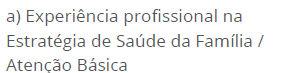 a) Experiência profissional na
Estratégia de Saúde da Família /
Atenção Básica